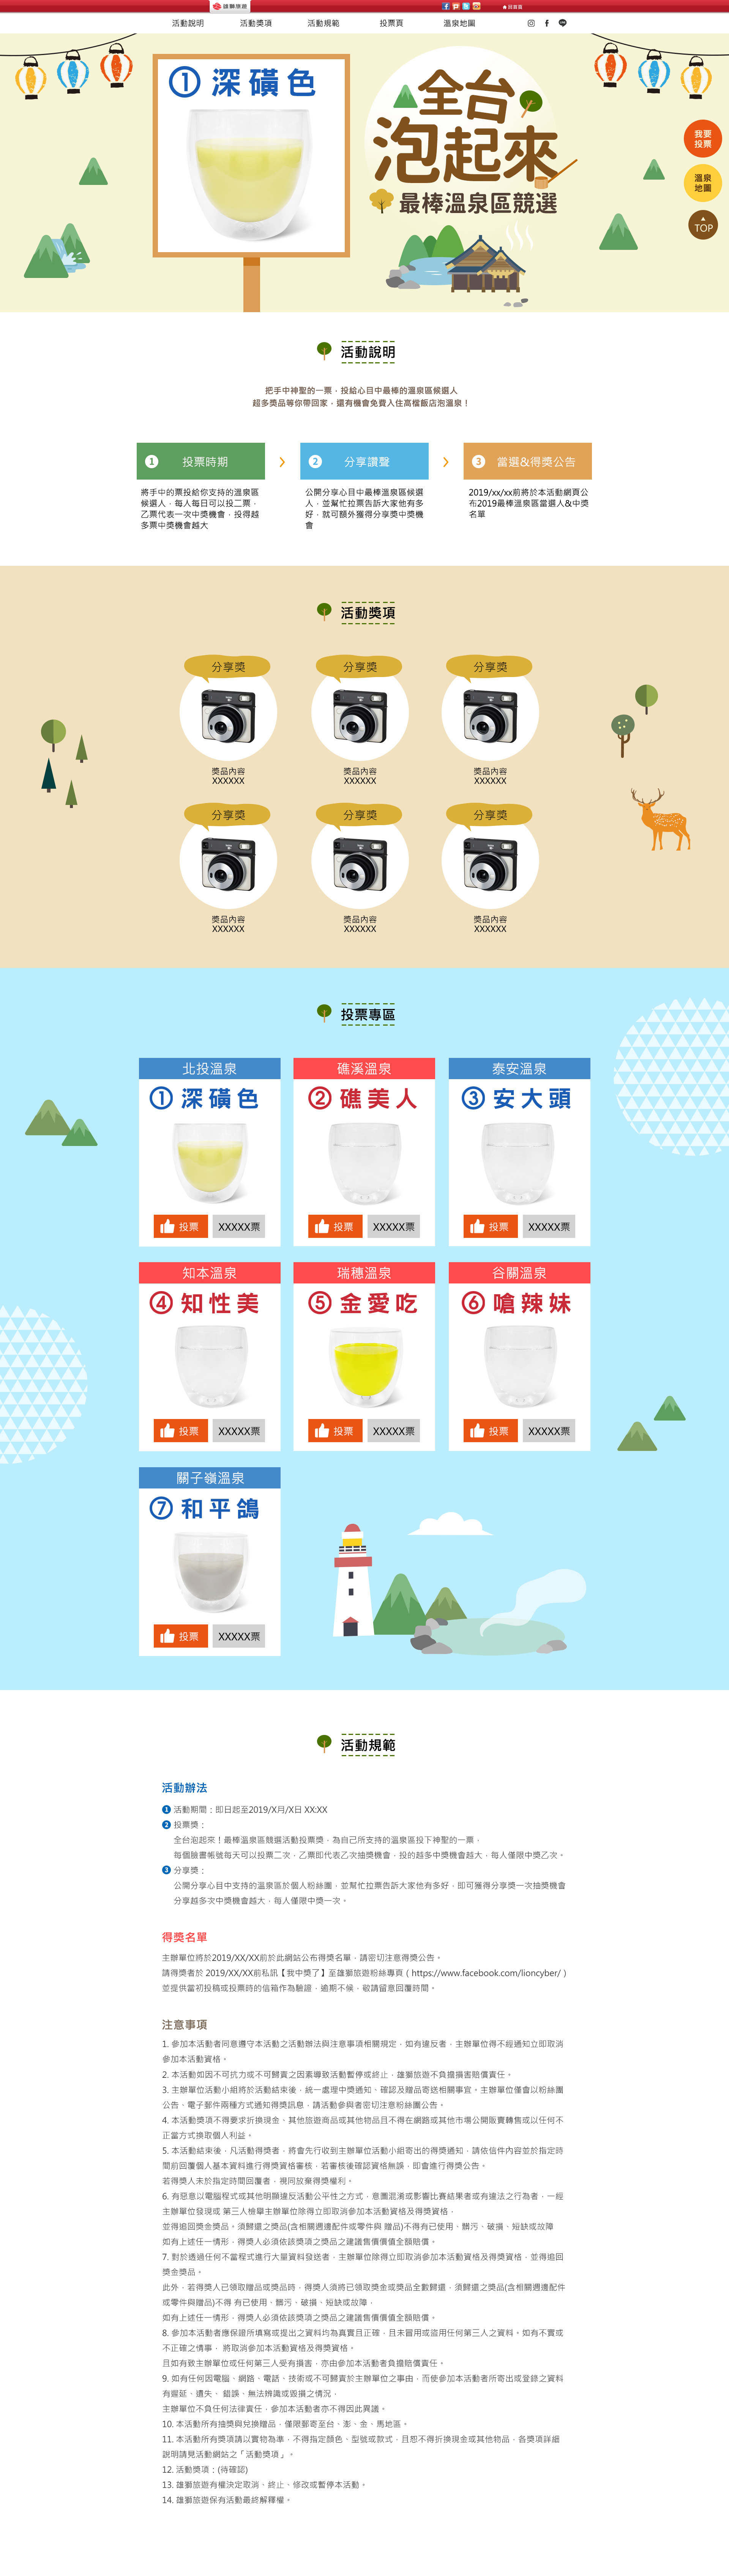 雄獅旅遊
回首頁
活動說明 活動獎項 活動規範 投票頁 溫泉地圖
① 深磺色
全台
泡起來
最棒溫泉區競選
我要
投票
溫泉
地圖
TOP
活動說明
把手中神聖的一票，投給心目中最棒的溫泉區候選人
超多獎品等你帶回家，還有機會免費入住高檔飯店泡溫泉！
1 投票時期
將手中的票投給你支持的溫泉區
候選人，每人每日可以投二票，
乙票代表一次中獎機會，投得越
多票中獎機會越大
2 分享讚聲
公開分享心目中最棒溫泉區候選
人，並幫忙拉票告訴大家他有多
好，就可額外獲得分享獎中獎機
會
3 當選&得獎公告
2019/xx/xx前將於本活動網頁公
布2019最棒溫泉區當選人&中獎
名單
活動獎項
分享獎 分享獎 分享獎
獎品內容 獎品內容 獎品內容
XXXXXX XXXXXX XXXXXX
分享獎 分享獎 分享獎
獎品內容 獎品內容 獎品內容
XXXXXX XXXXXX XXXXXX
投票專區
北投溫泉 礁溪溫泉 泰安溫泉
① 深磺色 ② 礁美人 ③ 安大頭
投票 XXXXX票 投票 XXXXX票 投票 XXXXX票
知本溫泉 瑞穗溫泉 谷關溫泉
④ 知性美 ⑤ 金愛吃 ⑥ 嗆辣妹
投票 XXXXX票 投票 XXXXX票 投票 XXXXX票
關子嶺溫泉
⑦ 和平鴿
投票 XXXXX票
活動規範
活動辦法
1 活動期間：即日起至2019/X月/X日 XX:XX
2 投票獎：
全台泡起來！最棒溫泉區競選活動投票獎，為自己所支持的溫泉區投下神聖的一票，
每個臉書帳號每天可以投票二次，乙票即代表乙次抽獎機會，投的越多中獎機會越大，每人僅限中獎乙次。
3 分享獎：
公開分享心目中支持的溫泉區於個人粉絲團，並幫忙拉票告訴大家他有多好，即可獲得分享獎一次抽獎機會
分享越多次中獎機會越大，每人僅限中獎一次。
得獎名單
主辦單位將於2019/XX/XX前於此網站公布得獎名單，請密切注意得獎公告。
請得獎者於 2019/XX/XX前私訊【我中獎了】至雄獅旅遊粉絲專頁（https://www.facebook.com/lioncyber/）
並提供當初投稿或投票時的信箱作為驗證，逾期不候，敬請留意回覆時間。
注意事項
1. 參加本活動者同意遵守本活動之活動辦法與注意事項相關規定，如有違反者，主辦單位得不經通知立即取消
參加本活動資格。
2. 本活動如因不可抗力或不可歸責之因素導致活動暫停或終止，雄獅旅遊不負擔損害賠償責任。
3. 主辦單位活動小組將於活動結束後，統一處理中獎通知、確認及贈品寄送相關事宜。主辦單位僅會以粉絲團
公告、電子郵件兩種方式通知得獎訊息，請活動參與者密切注意粉絲團公告。
4. 本活動獎項不得要求折換現金、其他旅遊商品或其他物品且不得在網路或其他市場公開販賣轉售或以任何不
正當方式換取個人利益。
5. 本活動結束後，凡活動得獎者，將會先行收到主辦單位活動小組寄出的得獎通知，請依信件內容並於指定時
間前回覆個人基本資料進行得獎資格審核，若審核後確認資格無誤，即會進行得獎公告。
若得獎人未於指定時間回覆者，視同放棄得獎權利。
6. 有惡意以電腦程式或其他明顯違反活動公平性之方式，意圖混淆或影響比賽結果者或有違法之行為者，一經
主辦單位發現或 第三人檢舉主辦單位除得立即取消參加本活動資格及得獎資格，
並得追回獎金獎品。須歸還之獎品(含相關週邊配件或零件與 贈品)不得有已使用、髒污、破損、短缺或故障
如有上述任一情形，得獎人必須依該獎項之獎品之建議售價價值全額賠償。
7. 對於透過任何不當程式進行大量資料發送者，主辦單位除得立即取消參加本活動資格及得獎資格，並得追回
獎金獎品。
此外，若得獎人已領取贈品或獎品時，得獎人須將已領取獎金或獎品全數歸還，須歸還之獎品(含相關週邊配件
或零件與贈品)不得 有已使用、髒污、破損、短缺或故障，
如有上述任一情形，得獎人必須依該獎項之獎品之建議售價價值全額賠償。
8. 參加本活動者應保證所填寫或提出之資料均為真實且正確，且未冒用或盜用任何第三人之資料。如有不實或
不正確之情事， 將取消參加本活動資格及得獎資格。
且如有致主辦單位或任何第三人受有損害，亦由參加本活動者負擔賠償責任。
9. 如有任何因電腦、網路、電話、技術或不可歸責於主辦單位之事由，而使參加本活動者所寄出或登錄之資料
有遲延、遺失、 錯誤、無法辨識或毀損之情況，
主辦單位不負任何法律責任，參加本活動者亦不得因此異議。
10. 本活動所有抽獎與兌換贈品，僅限郵寄至台、澎、金、馬地區。
11. 本活動所有獎項請以實物為準，不得指定顏色、型號或款式，且恕不得折換現金或其他物品，各獎項詳細
說明請見活動網站之「活動獎項」。
12. 活動獎項：(待確認)
13. 雄獅旅遊有權決定取消、終止、修改或暫停本活動。
14. 雄獅旅遊保有活動最終解釋權。